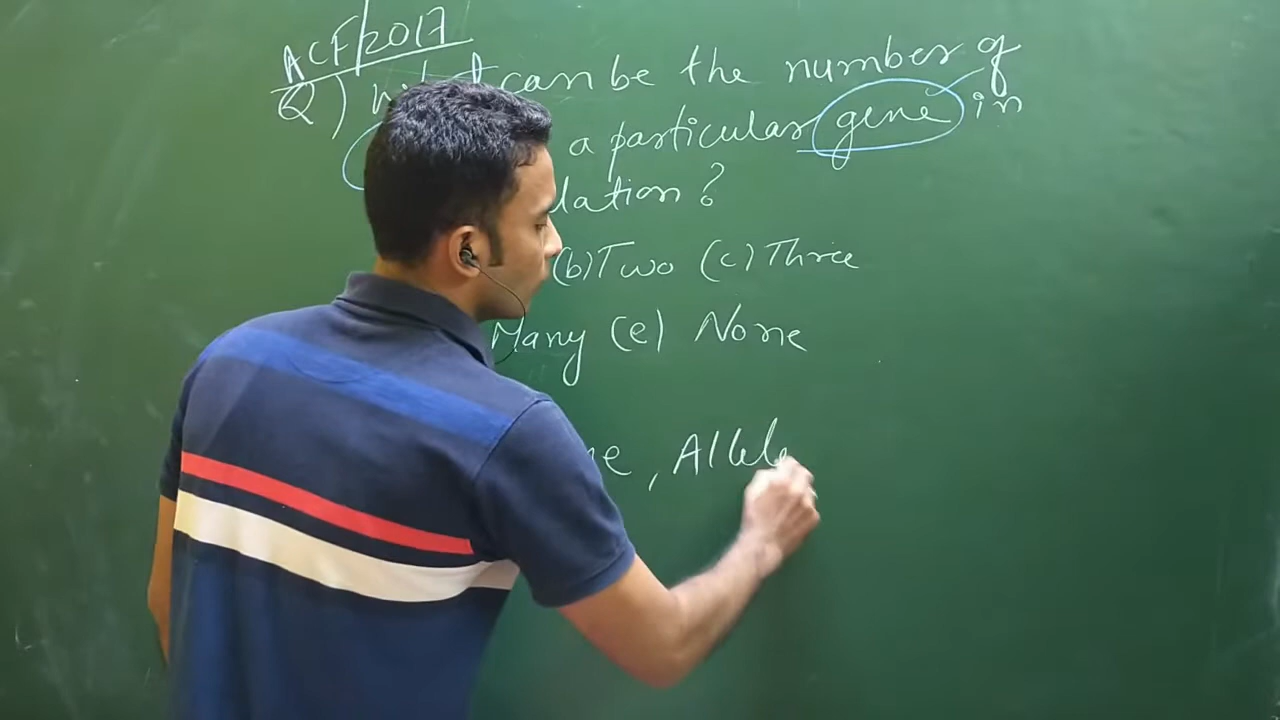 ACF/2017
Q) can be the number of
a particular gene in
lation?
(b) Two (c) Three
Many (e) None
ne, Allele